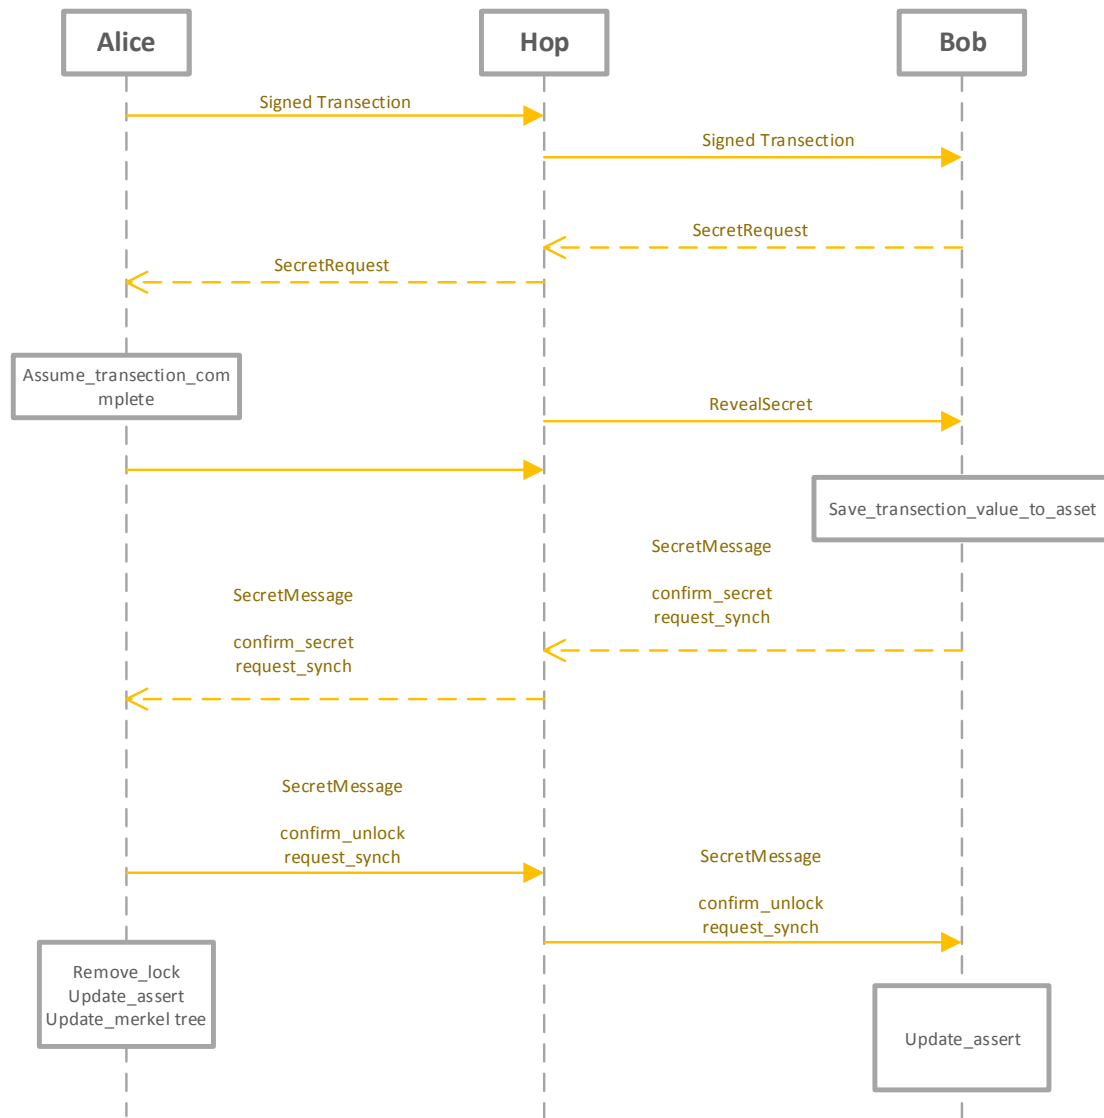 Alice
Hop
Bob
Signed Transection
Signed Transection
SecretRequest
SecretRequest
Assume_transection_com
mplete
RevealSecret
Save_transection_value_to_asset
SecretMessage
confirm_secret
request_synch
SecretMessage
confirm_secret
request_synch
SecretMessage
confirm_unlock
request_synch
SecretMessage
confirm_unlock
request_synch
Remove_lock
Update_assert
Update_merkel tree
Update_assert